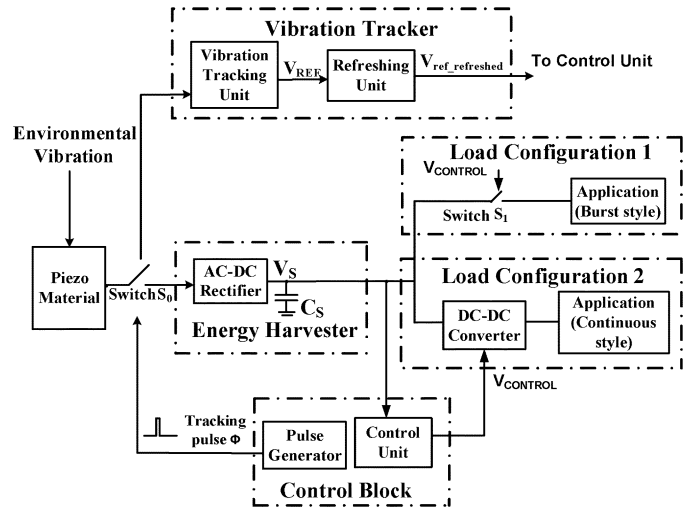 Vibration Tracker
Vibration
Tracking
Unit
VREF
Refreshing
Unit
Vref_refreshed
To Control Unit
Environmental
Vibration
Load Configuration 1
VCONTROL
Switch S1
Application
(Burst style)
Piezo
Material
SwitchS0
AC-DC
Rectifier
VS
CS
Energy Harvester
Load Configuration 2
DC-DC
Converter
Application
(Continuous
style)
VCONTROL
Tracking
pulse Φ
Pulse
Generator
Control
Unit
Control Block